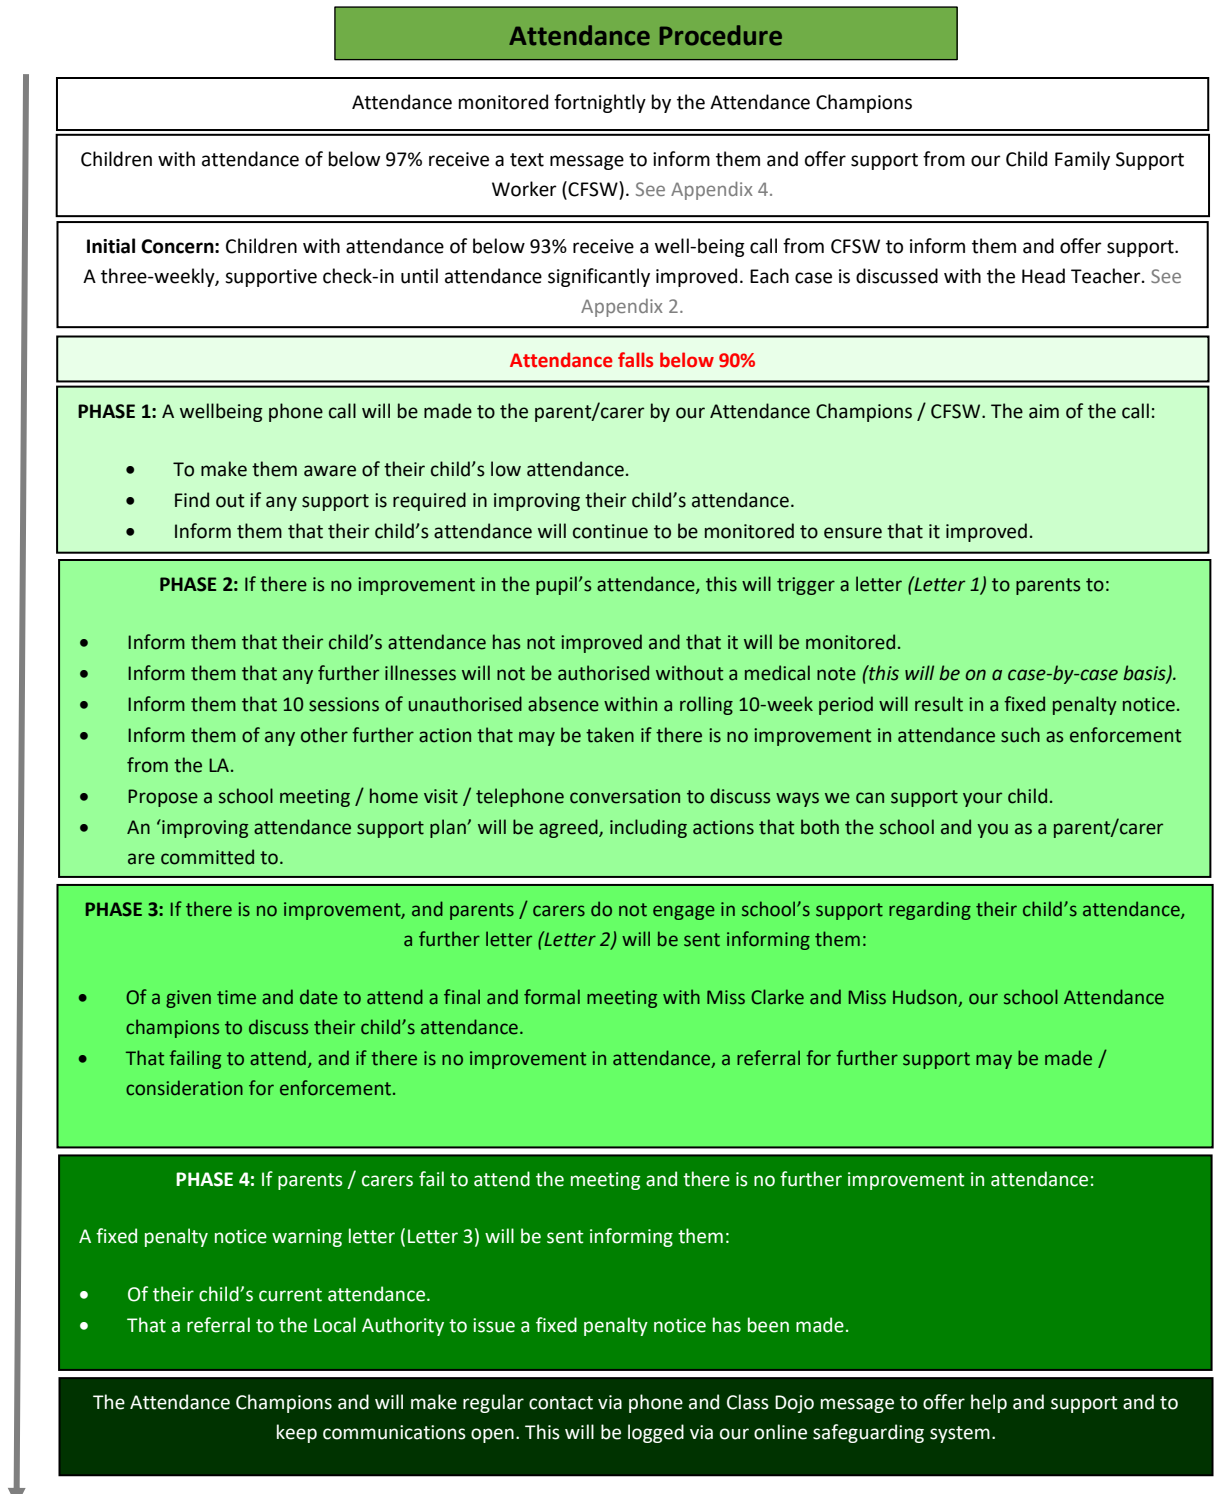 Attendance Procedure
Attendance monitored fortnightly by the Attendance Champions
Children with attendance of below 97% receive a text message to inform them and offer support from our Child Family Support
Worker (CFSW). See Appendix 4.
Initial Concern: Children with attendance of below 93% receive a well-being call from CFSW to inform them and offer support.
A three-weekly, supportive check-in until attendance significantly improved. Each case is discussed with the Head Teacher. See
Appendix 2.
Attendance falls below 90%
PHASE 1: A wellbeing phone call will be made to the parent/carer by our Attendance Champions / CFSW. The aim of the call:
• To make them aware of their child’s low attendance.
• Find out if any support is required in improving their child’s attendance.
• Inform them that their child’s attendance will continue to be monitored to ensure that it improved.
PHASE 2: If there is no improvement in the pupil’s attendance, this will trigger a letter (Letter 1) to parents to:
• Inform them that their child’s attendance has not improved and that it will be monitored.
• Inform them that any further illnesses will not be authorised without a medical note (this will be on a case-by-case basis).
• Inform them that 10 sessions of unauthorised absence within a rolling 10-week period will result in a fixed penalty notice.
• Inform them of any other further action that may be taken if there is no improvement in attendance such as enforcement
from the LA.
• Propose a school meeting / home visit / telephone conversation to discuss ways we can support your child.
• An ‘improving attendance support plan’ will be agreed, including actions that both the school and you as a parent/carer
are committed to.
PHASE 3: If there is no improvement, and parents / carers do not engage in school’s support regarding their child’s attendance,
a further letter (Letter 2) will be sent informing them:
• Of a given time and date to attend a final and formal meeting with Miss Clarke and Miss Hudson, our school Attendance
champions to discuss their child’s attendance.
• That failing to attend, and if there is no improvement in attendance, a referral for further support may be made /
consideration for enforcement.
PHASE 4: If parents / carers fail to attend the meeting and there is no further improvement in attendance:
A fixed penalty notice warning letter (Letter 3) will be sent informing them:
• Of their child’s current attendance.
• That a referral to the Local Authority to issue a fixed penalty notice has been made.
The Attendance Champions and will make regular contact via phone and Class Dojo message to offer help and support and to
keep communications open. This will be logged via our online safeguarding system.